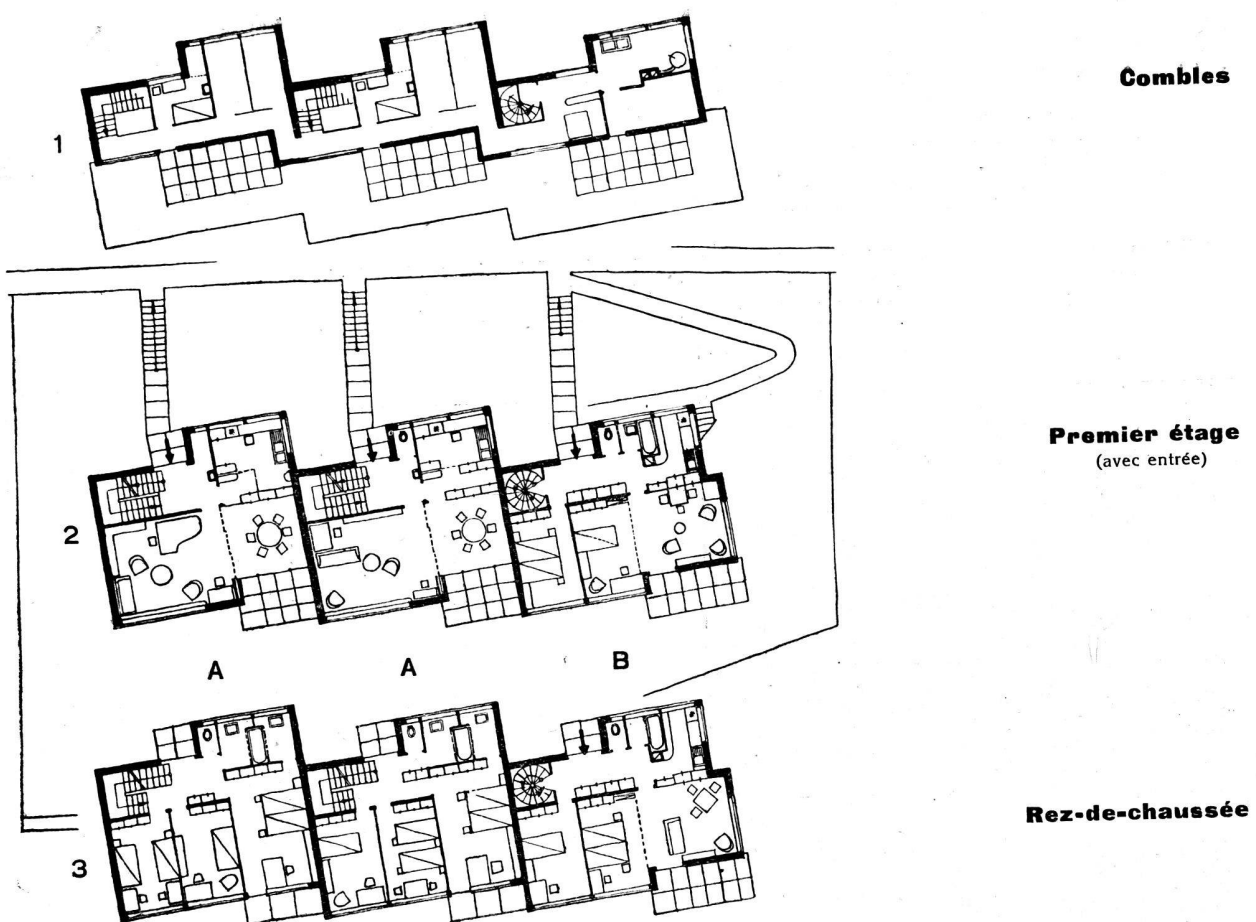 Combles
1
Premier étage
(avec entrée)
2
A A B
Rez-de-chaussée
3